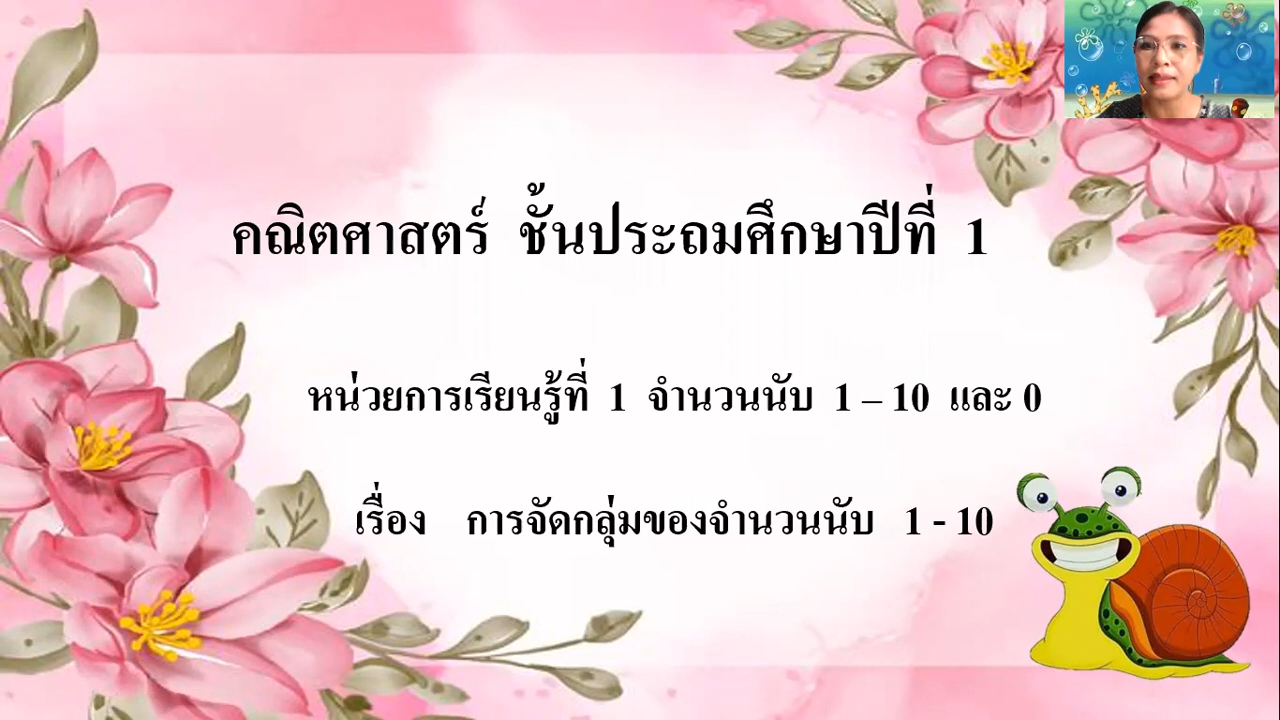 คณิตศาสตร์ ชั้นประถมศึกษาปีที่ 1
หน่วยการเรียนรู้ที่ 1 จำนวนนับ 1 – 10 และ 0
เรื่อง การจัดกลุ่มของจำนวนนับ 1 - 10